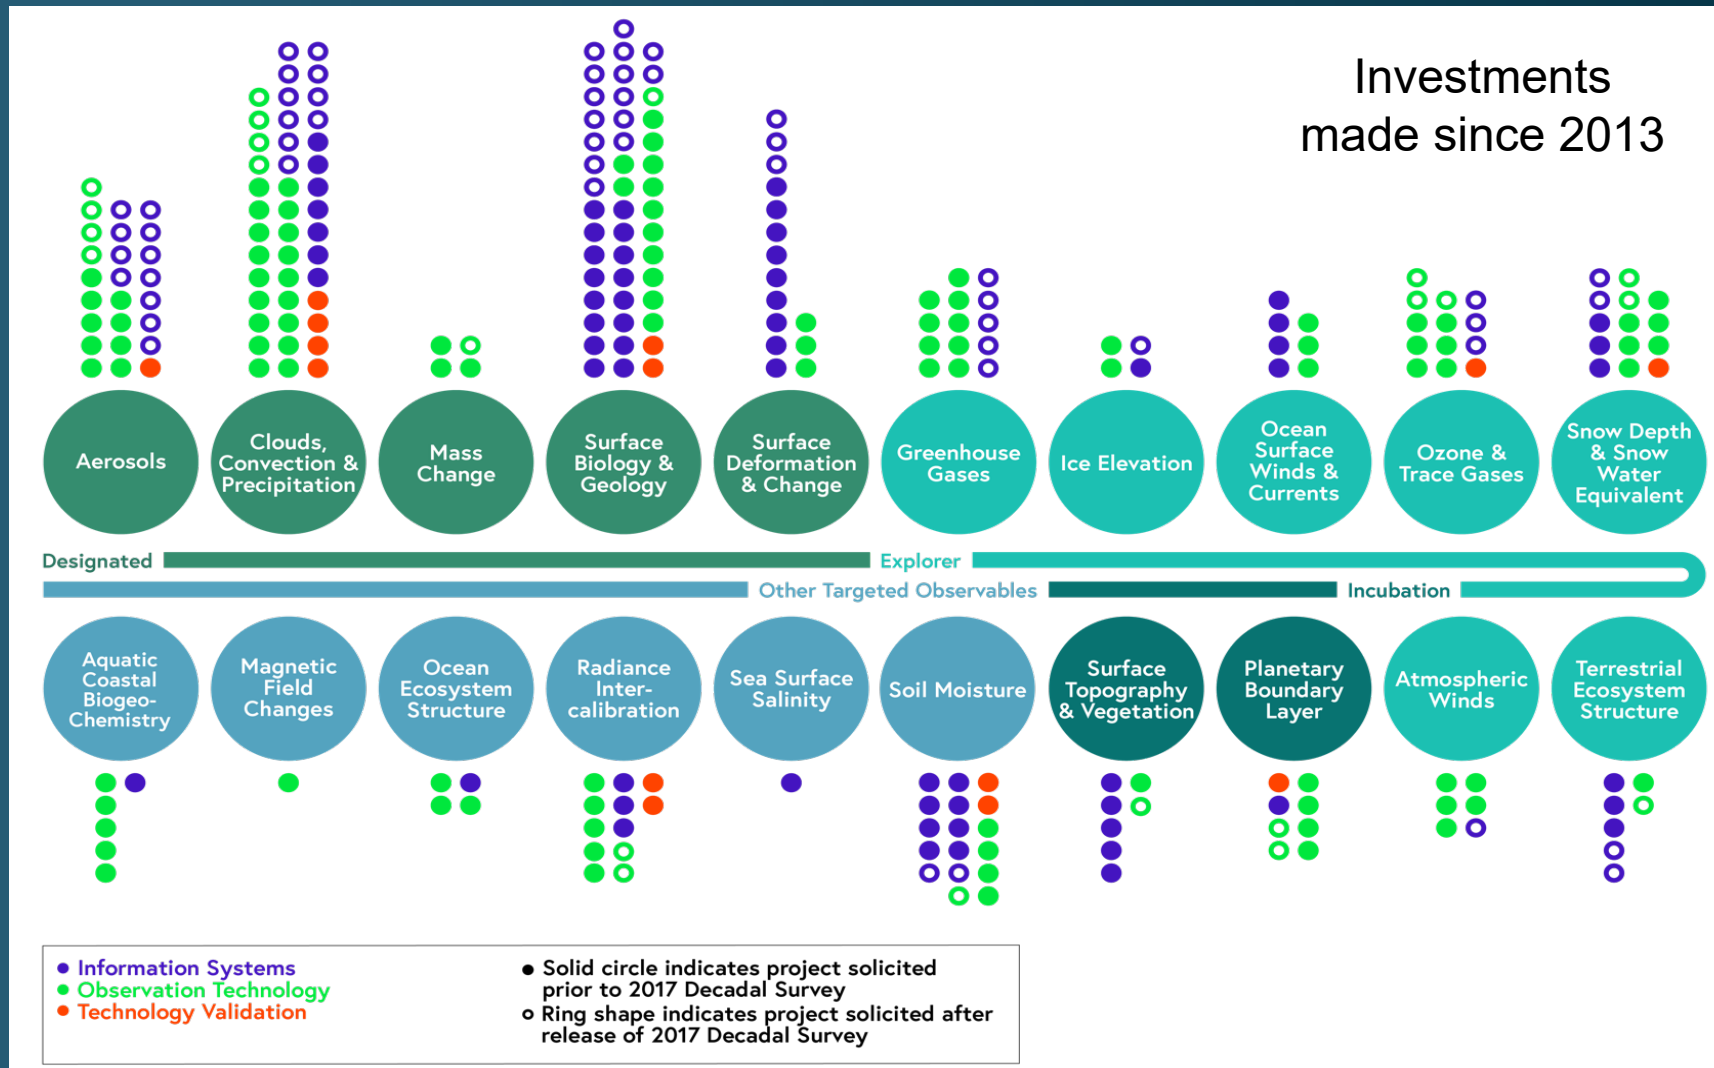 Investments
made since 2013
Aerosols
Clouds,
Convection &
Precipitation
Mass
Change
Surface
Biology &
Geology
Surface
Deformation
& Change
Greenhouse
Gases
Ice Elevation
Ocean
Surface
Winds &
Currents
Ozone &
Trace Gases
Snow Depth
& Snow
Water
Equivalent
Designated
Explorer
Other Targeted Observables
Incubation
Aquatic
Coastal
Biogeo-
Chemistry
Magnetic
Field
Changes
Ocean
Ecosystem
Structure
Radiance
Inter-
calibration
Sea Surface
Salinity
Soil Moisture
Surface
Topography
& Vegetation
Planetary
Boundary
Layer
Atmospheric
Winds
Terrestrial
Ecosystem
Structure
Information Systems
Observation Technology
Technology Validation
Solid circle indicates project solicited
prior to 2017 Decadal Survey
Ring shape indicates project solicited after
release of 2017 Decadal Survey